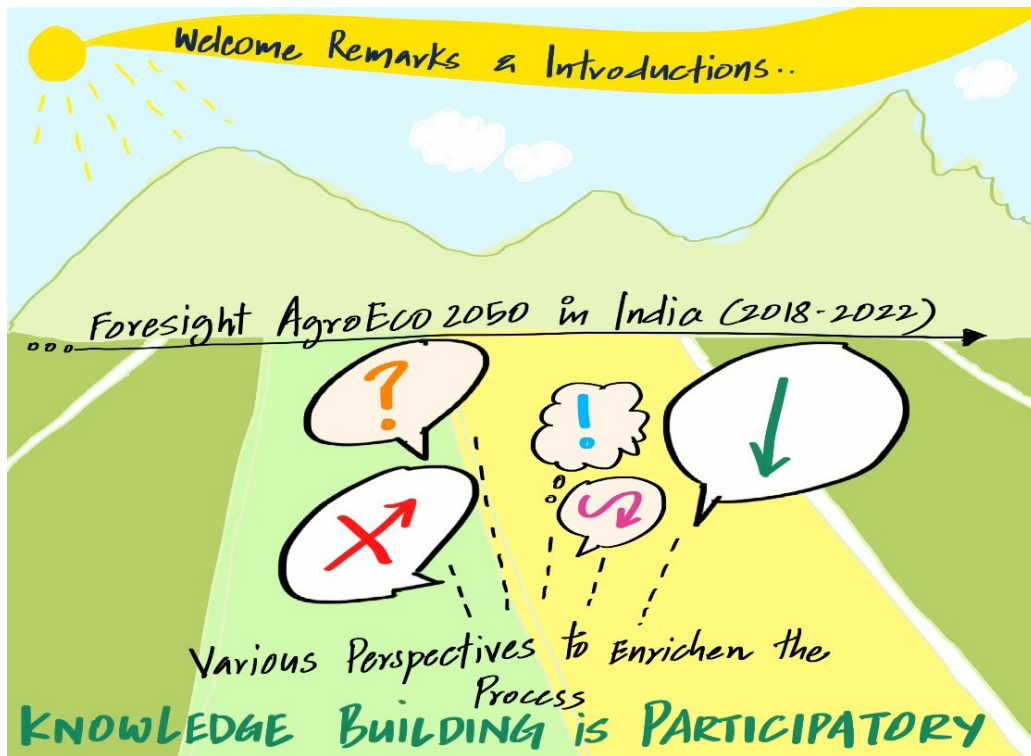 Welcome Remarks & Introductions..
Foresight AgroEco 2050 in India (2018-2022)
?
!
Various Perspectives to Enrichen the
Process
KNOWLEDGE BUILDING is PARTICIPATORY